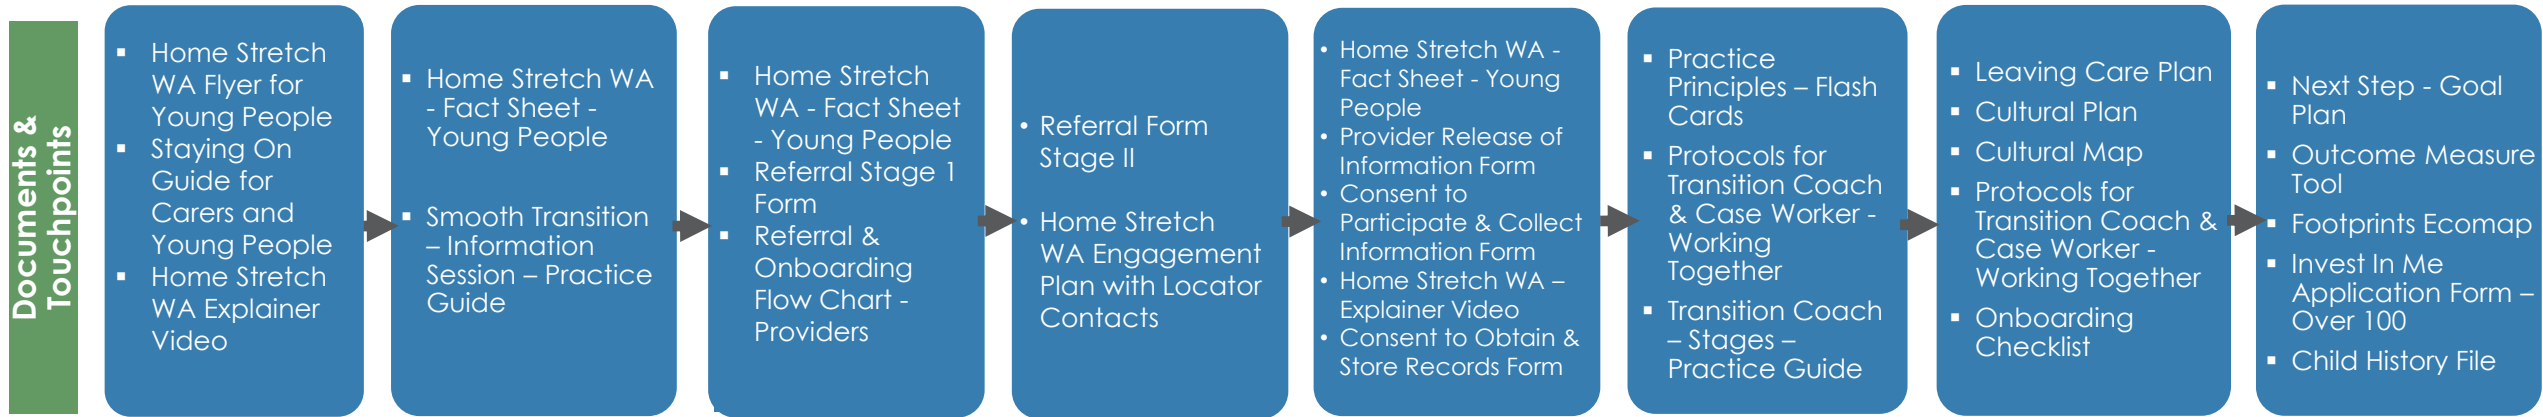 Documents &
Touchpoints
▪ Home Stretch
WA Flyer for
Young People
▪ Staying On
Guide for
Carers and
Young People
▪ Home Stretch
WA Explainer
Video
▪ Home Stretch WA
- Fact Sheet -
Young People
▪ Smooth Transition
– Information
Session – Practice
Guide
▪ Home Stretch
WA - Fact Sheet
- Young People
▪ Referral Stage 1
Form
▪ Referral &
Onboarding
Flow Chart -
Providers
• Referral Form
Stage II
• Home Stretch
WA Engagement
Plan with Locator
Contacts
• Home Stretch WA -
Fact Sheet - Young
People
• Provider Release of
Information Form
• Consent to
Participate & Collect
Information Form
• Home Stretch WA –
Explainer Video
• Consent to Obtain &
Store Records Form
▪ Practice
Principles – Flash
Cards
▪ Protocols for
Transition Coach
& Case Worker -
Working
Together
▪ Transition Coach
– Stages –
Practice Guide
▪ Leaving Care Plan
▪ Cultural Plan
▪ Cultural Map
▪ Protocols for
Transition Coach &
Case Worker -
Working Together
▪ Onboarding
Checklist
▪ Next Step - Goal
Plan
▪ Outcome Measure
Tool
▪ Footprints Ecomap
▪ Invest In Me
Application Form –
Over 100
▪ Child History File